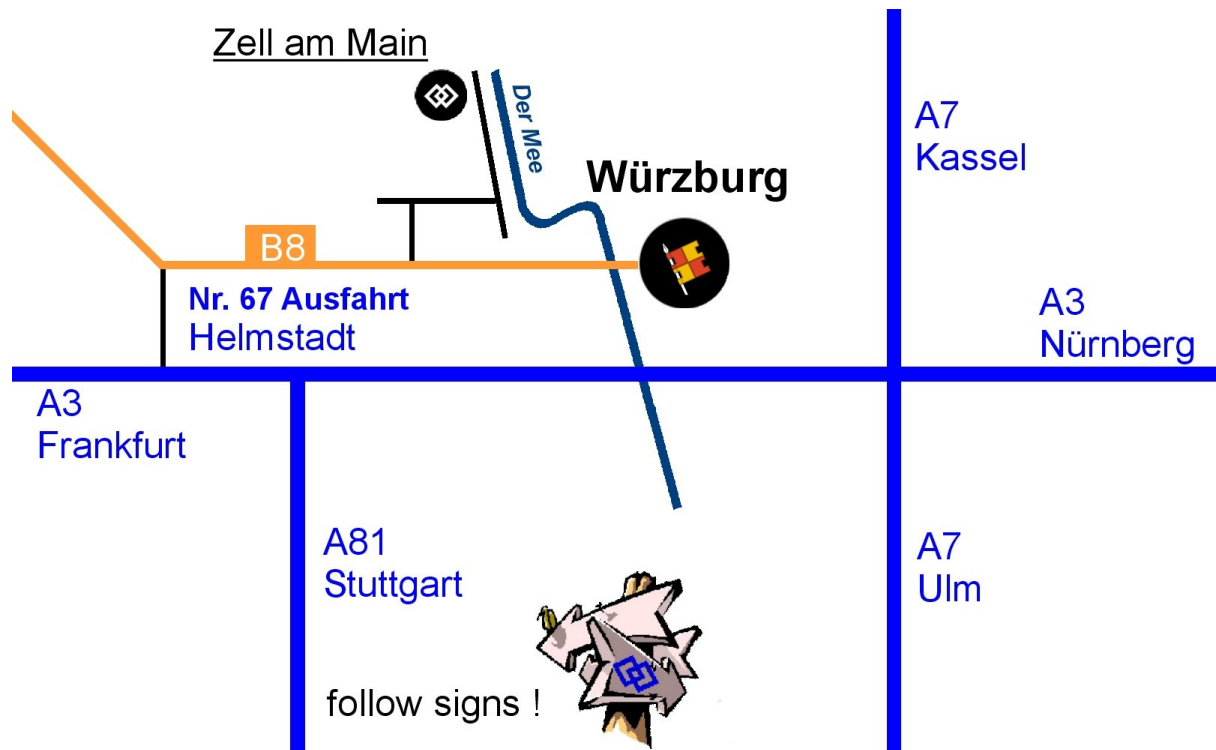 Zell am Main
Der Mee
A7
Kassel
Würzburg
B8
Nr. 67 Ausfahrt
Helmstadt
A3
Nürnberg
A3
Frankfurt
A81
Stuttgart
A7
Ulm
follow signs !